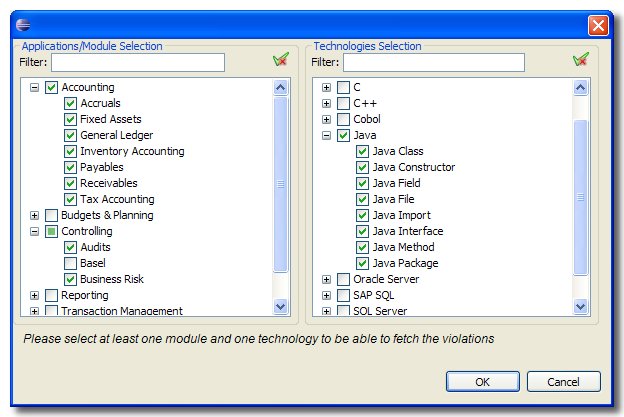 Applications/Module Selection
Filter:
Accounting
Accruals
Fixed Assets
General Ledger
Inventory Accounting
Payables
Receivables
Tax Accounting
Budgets & Planning
Controlling
Audits
Basel
Business Risk
Reporting
Transaction Management
Technologies Selection
Filter:
C
C++
Cobol
Java
Java Class
Java Constructor
Java Field
Java File
Java Import
Java Interface
Java Method
Java Package
Oracle Server
SAP SQL
SQL Server
Please select at least one module and one technology to be able to fetch the violations
OK
Cancel